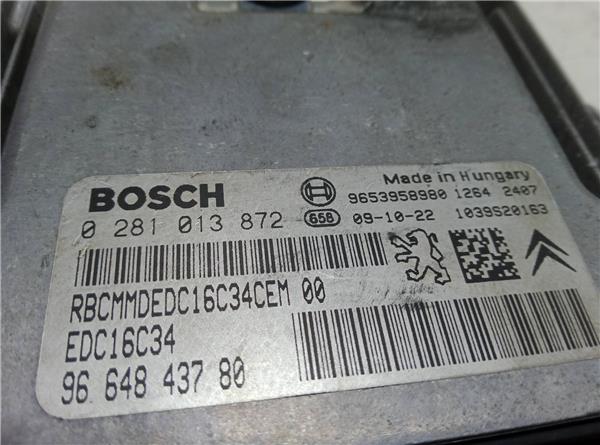 Made in Hungary
BOSCH
9653958980 1264 2407
0 281 013 872 656 09-10-22 1039S20163
RBCMMDEDC16C34CEM 00
EDC16C34
96 648 437 80